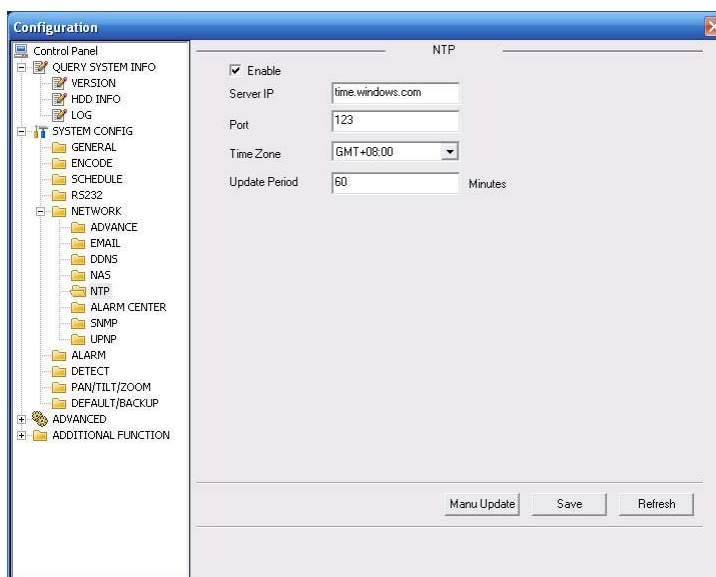 Configuration
Control Panel
QUERY SYSTEM INFO
VERSION
HDD INFO
LOG
SYSTEM CONFIG
GENERAL
ENCODE
SCHEDULE
RS232
NETWORK
ADVANCE
EMAIL
DDNS
NAS
NTP
ALARM CENTER
SNMP
UPNP
ALARM
DETECT
PAN/TILT/ZOOM
DEFAULT/BACKUP
ADVANCED
ADDITIONAL FUNCTION
NTP
Enable
Server IP time.windows.com
Port 123
Time Zone GMT+08:00
Update Period 60 Minutes
Manu Update Save Refresh